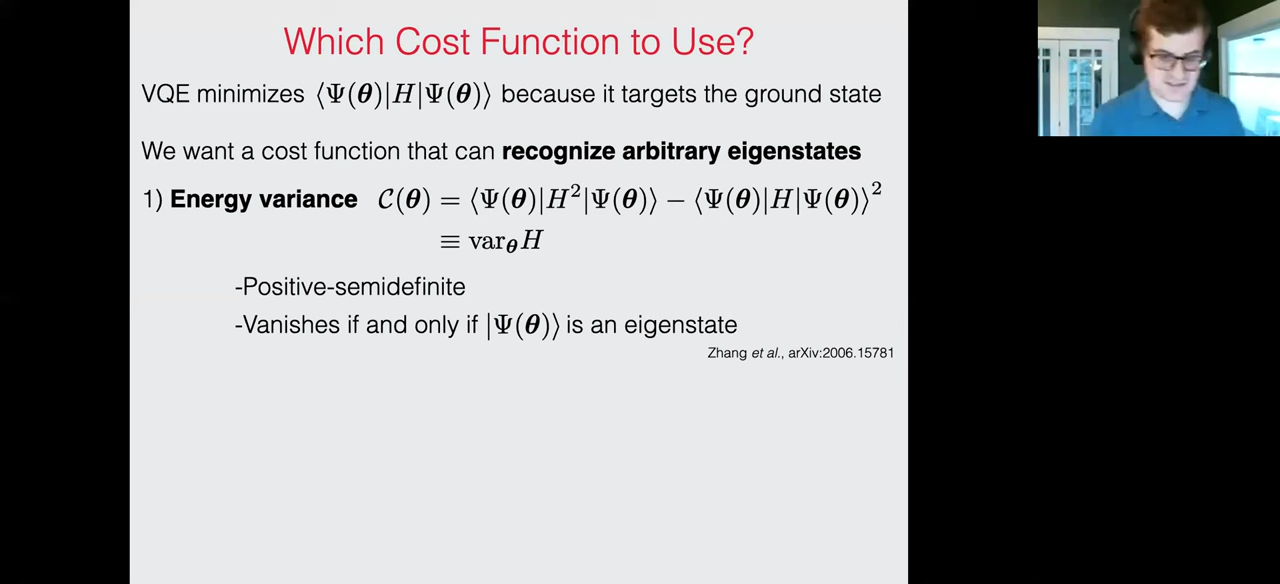 Which Cost Function to Use?
VQE minimizes ⟨Ψ(θ)|H|Ψ(θ)⟩ because it targets the ground state
We want a cost function that can recognize arbitrary eigenstates
1) Energy variance C(θ) = ⟨Ψ(θ)|H²|Ψ(θ)⟩ − ⟨Ψ(θ)|H|Ψ(θ)⟩²
≡ var_θ H
-Positive-semidefinite
-Vanishes if and only if |Ψ(θ)⟩ is an eigenstate
Zhang et al., arXiv:2006.15781